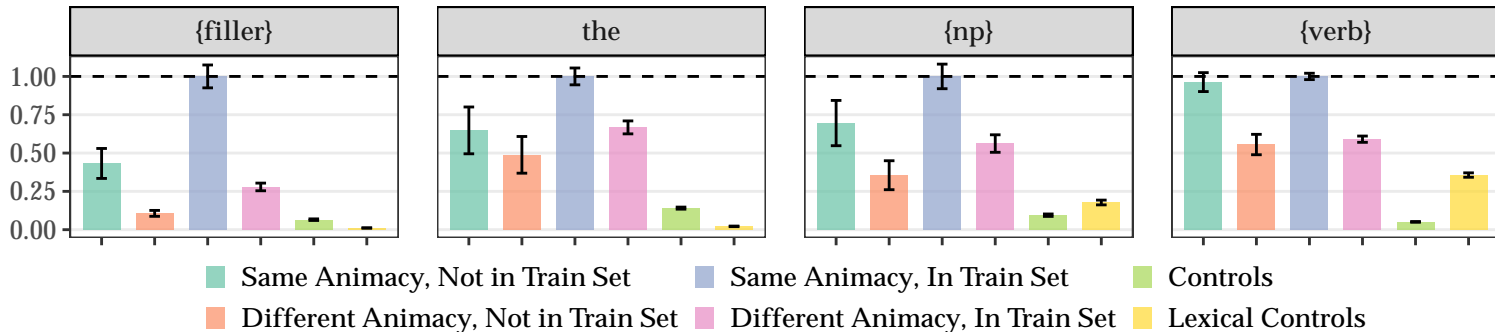 {filler} the {np} {verb}
1.00
0.75
0.50
0.25
0.00
Same Animacy, Not in Train Set Same Animacy, In Train Set Controls
Different Animacy, Not in Train Set Different Animacy, In Train Set Lexical Controls